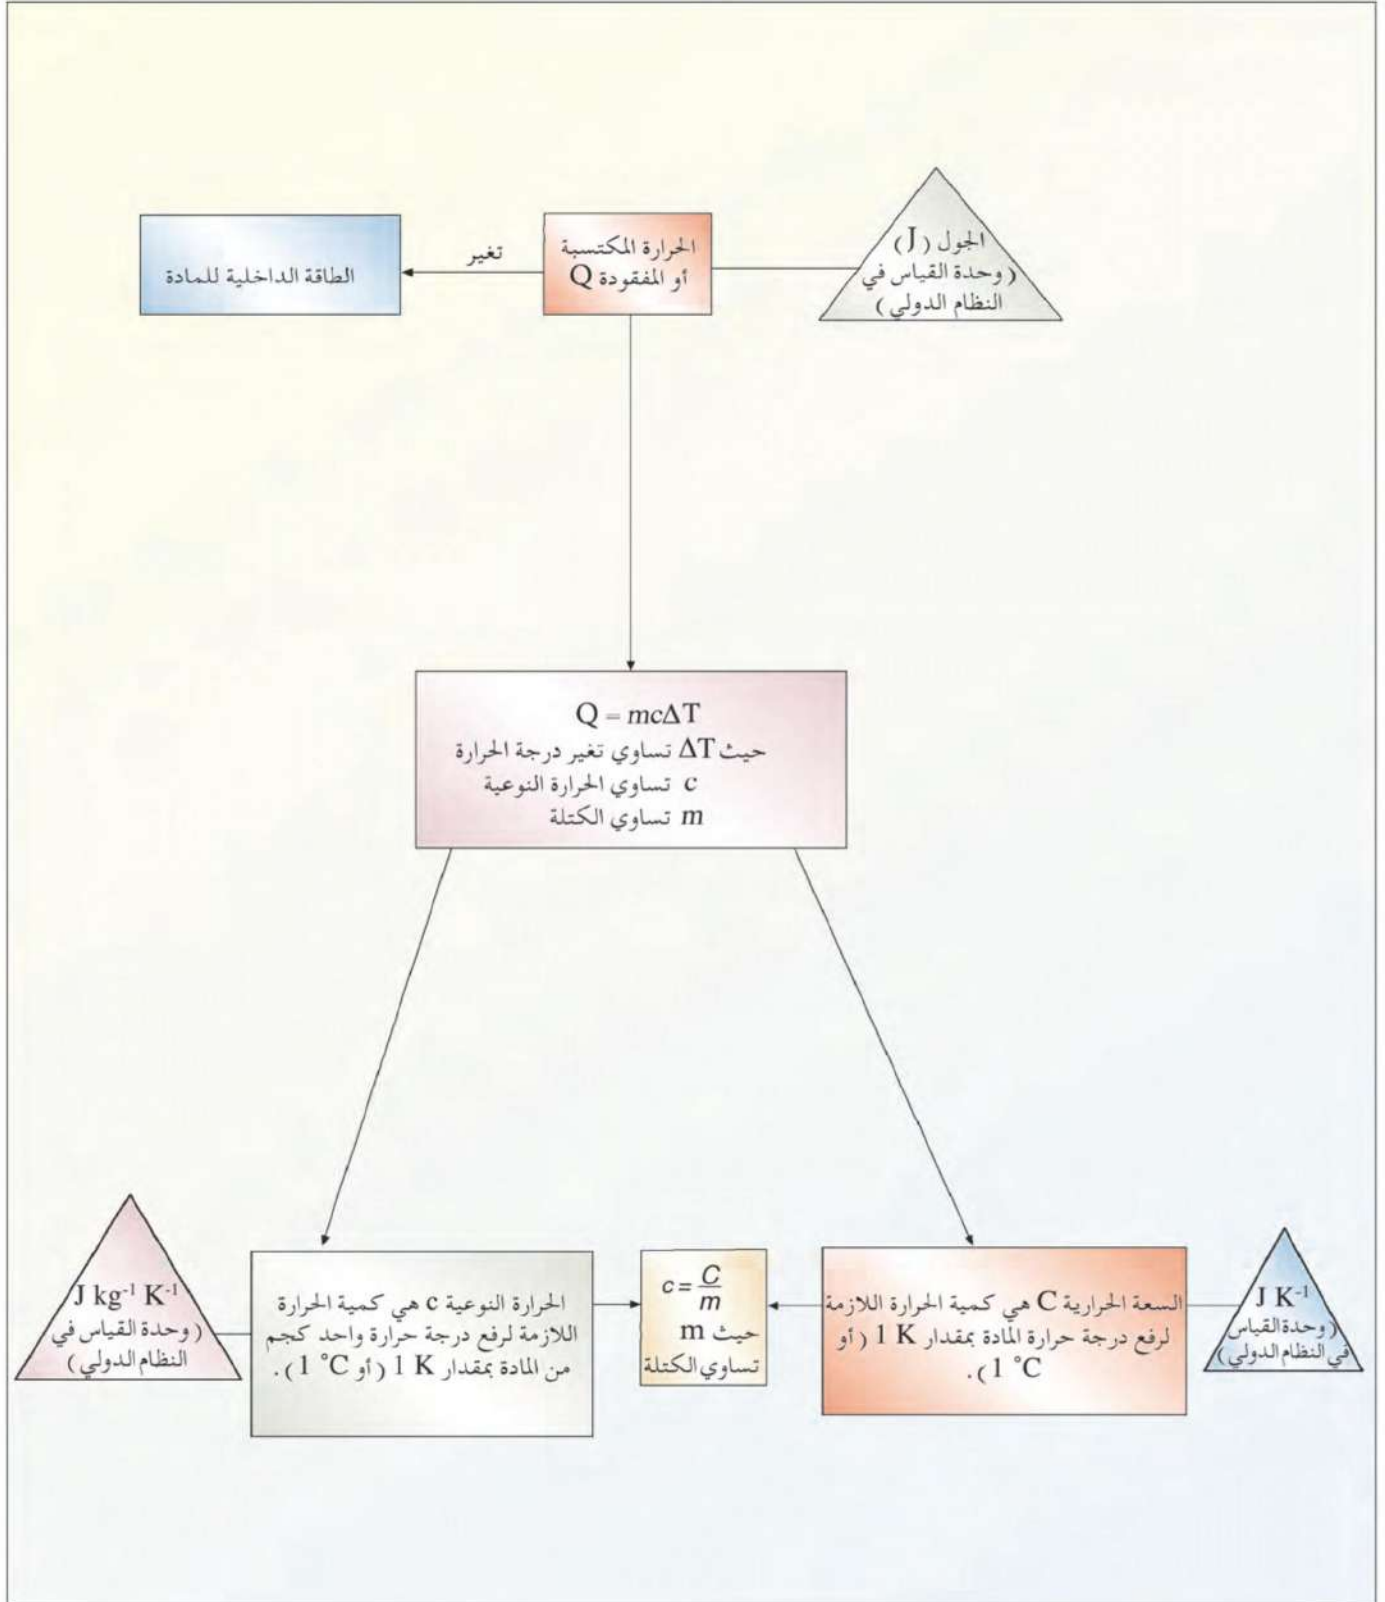 الجول (J)
(وحدة القياس في
النظام الدولي)
الحرارة المكتسبة
أو المفقودة Q
تغير
الطاقة الداخلية للمادة
Q = mcΔT
حيث ΔT تساوي تغير درجة الحرارة
c تساوي الحرارة النوعية
m تساوي الكتلة
J K⁻¹
(وحدة القياس
في النظام الدولي)
السعة الحرارية C هي كمية الحرارة اللازمة
لرفع درجة حرارة المادة بمقدار 1 K (أو
1 °C).
c = C/m
حيث m
تساوي الكتلة
الحرارة النوعية c هي كمية الحرارة
اللازمة لرفع درجة حرارة واحد كجم
من المادة بمقدار 1 K (أو 1 °C).
J kg⁻¹ K⁻¹
(وحدة القياس في
النظام الدولي)